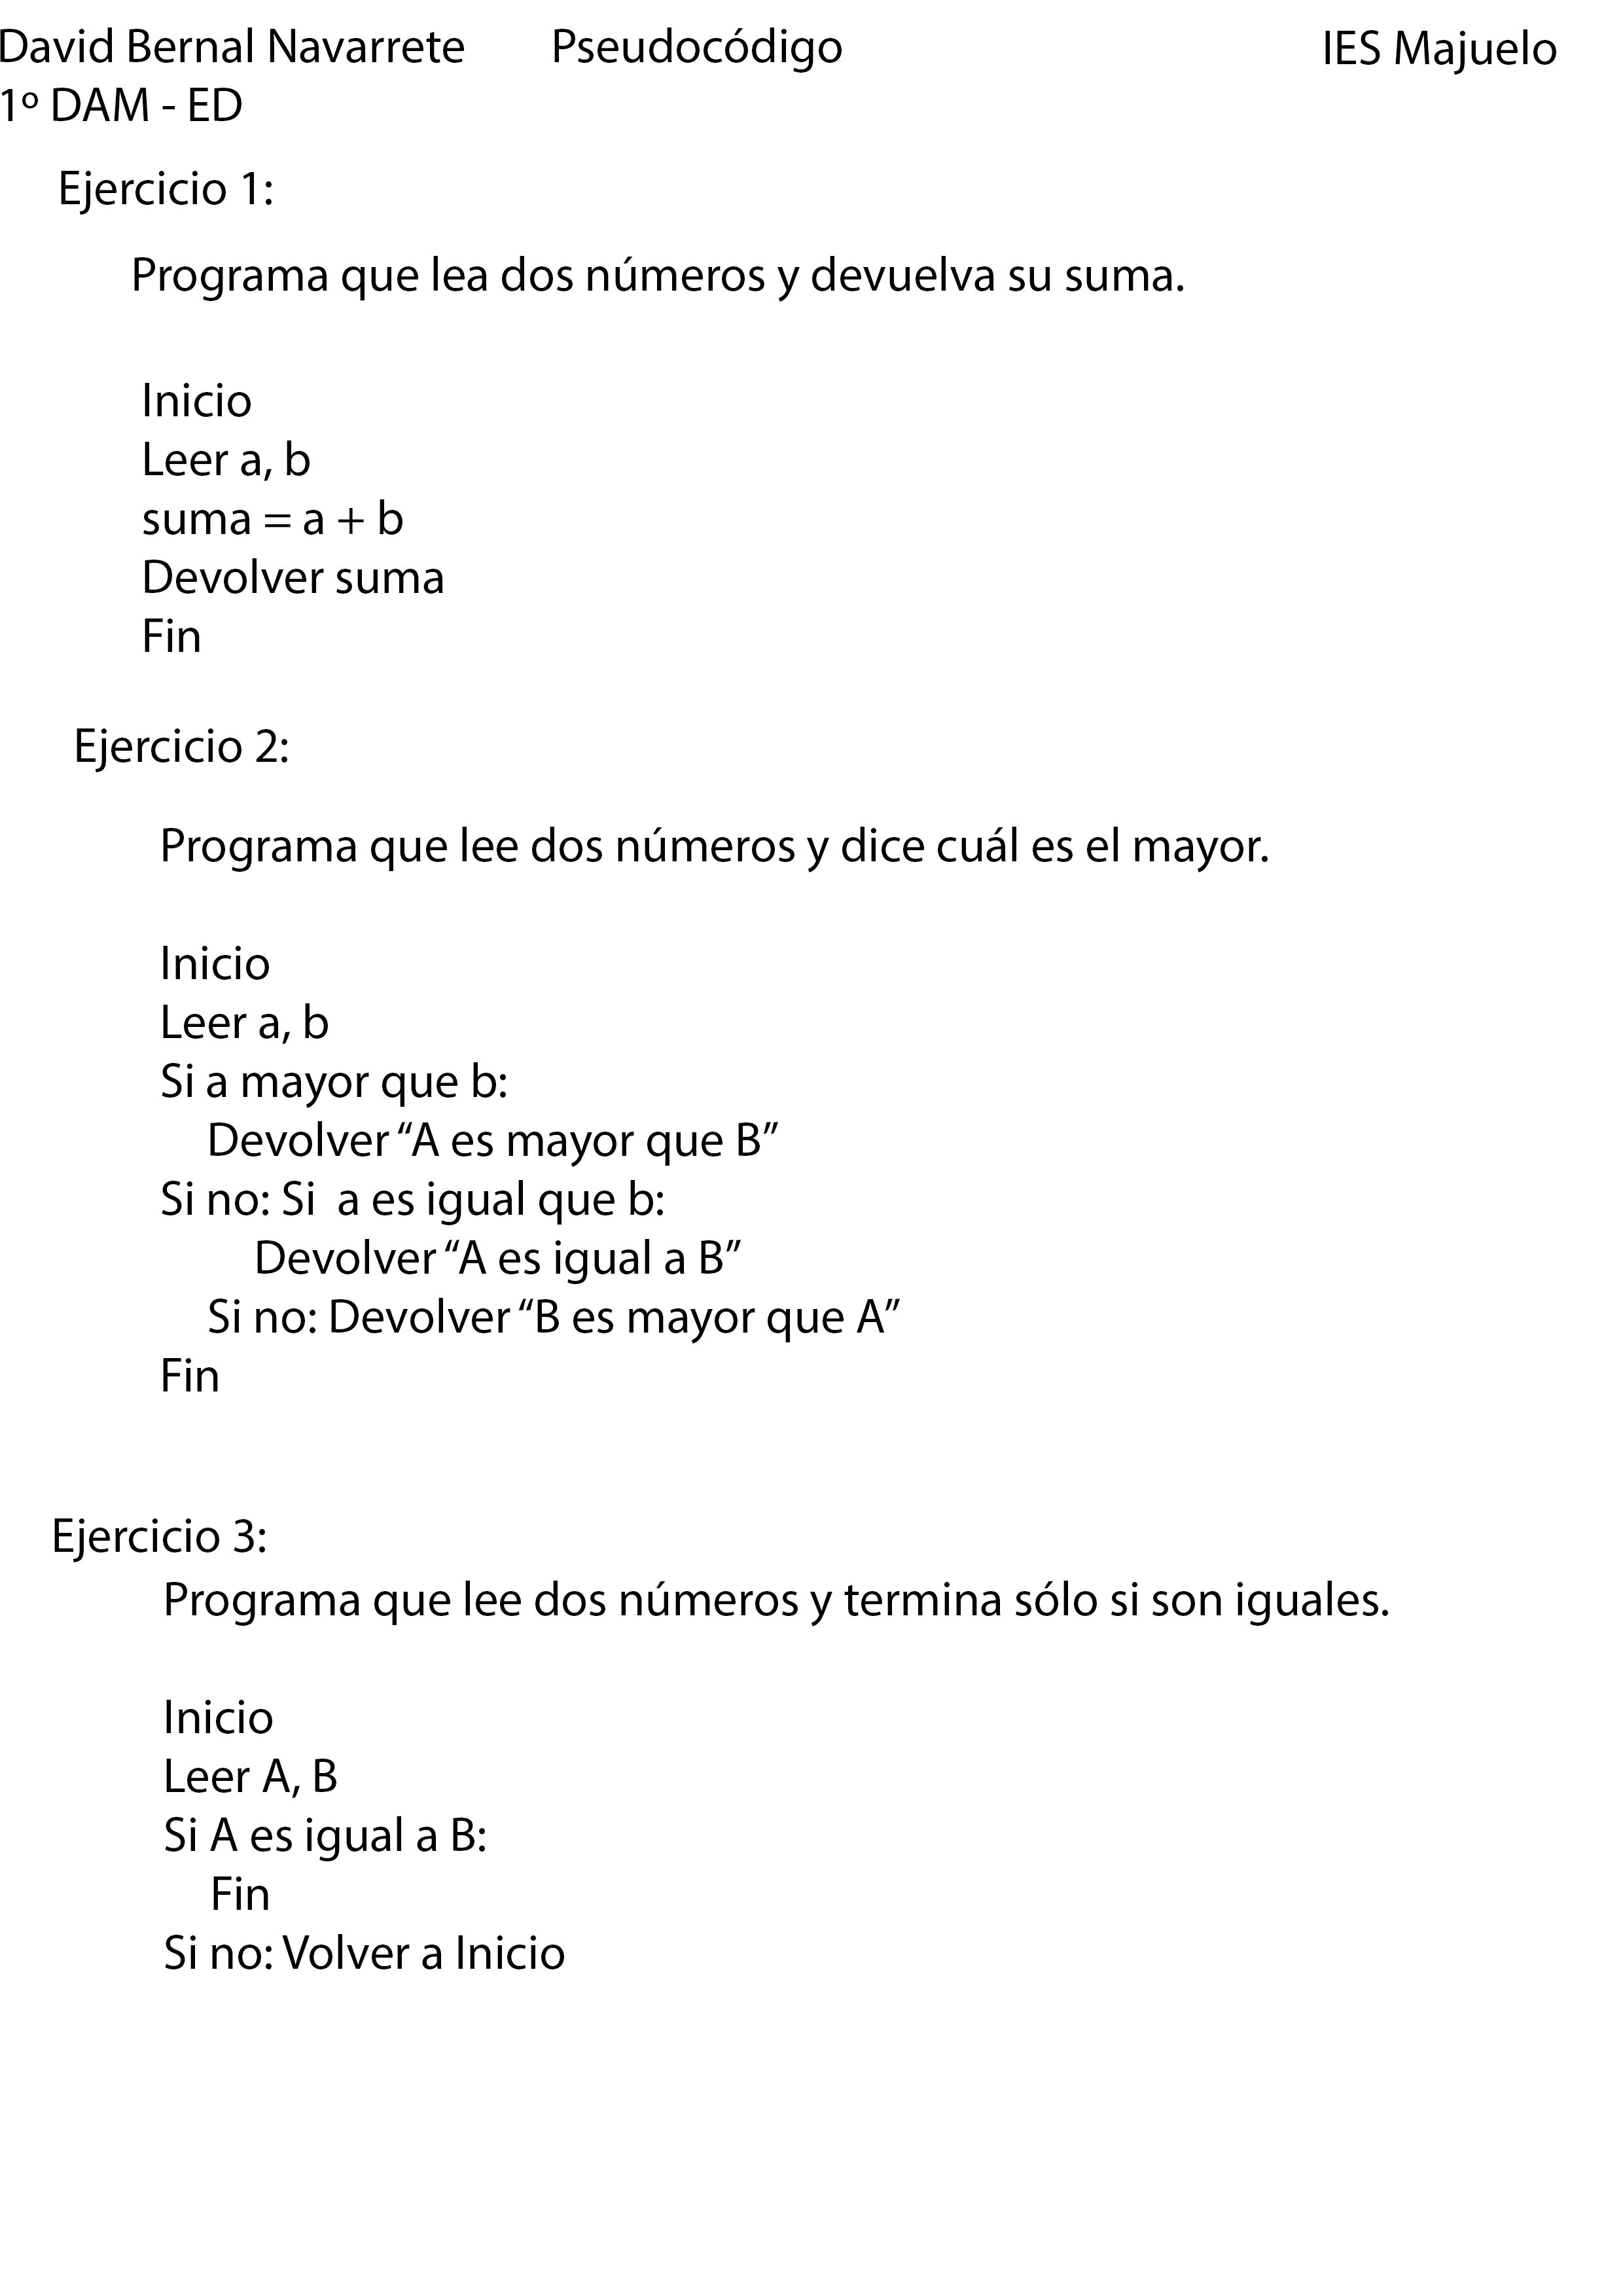 David Bernal Navarrete Pseudocódigo IES Majuelo
1º DAM - ED
Ejercicio 1:
Programa que lea dos números y devuelva su suma.
Inicio
Leer a, b
suma = a + b
Devolver suma
Fin
Ejercicio 2:
Programa que lee dos números y dice cuál es el mayor.
Inicio
Leer a, b
Si a mayor que b:
Devolver “A es mayor que B”
Si no: Si  a es igual que b:
Devolver “A es igual a B”
Si no: Devolver “B es mayor que A”
Fin
Ejercicio 3:
Programa que lee dos números y termina sólo si son iguales.
Inicio
Leer A, B
Si A es igual a B:
Fin
Si no: Volver a Inicio